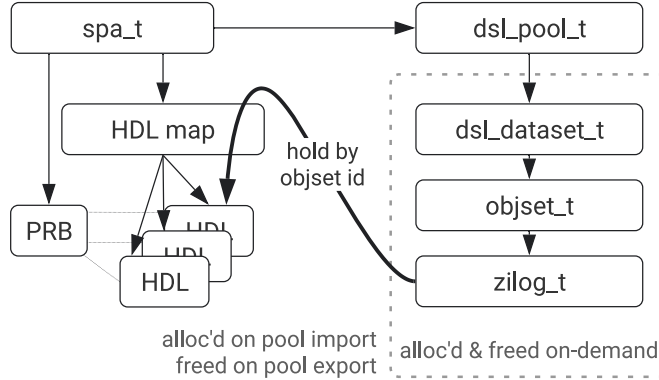 spa_t
dsl_pool_t
HDL map
dsl_dataset_t
hold by
objset id
objset_t
PRB
HDL
HDL
HDL
zilog_t
alloc'd on pool import
freed on pool export
alloc'd & freed on-demand